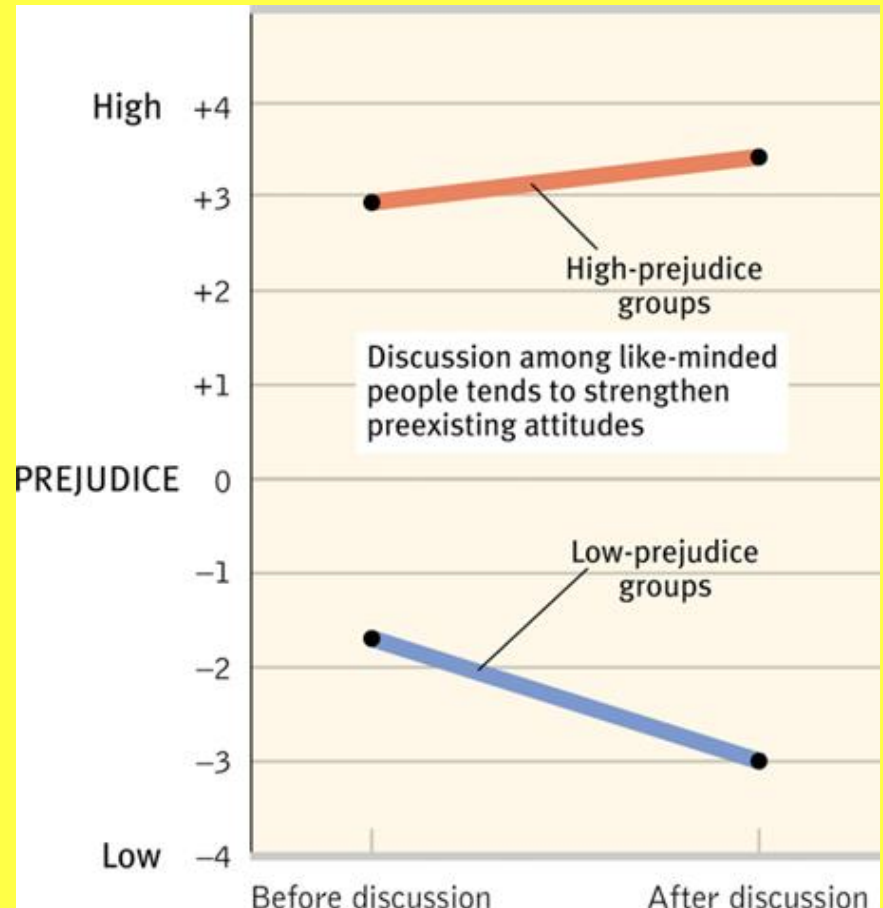 High +4
+3
High-prejudice
groups
+2
Discussion among like-minded
people tends to strengthen
preexisting attitudes
+1
PREJUDICE 0
Low-prejudice
groups
−1
−2
−3
Low −4
Before discussion After discussion